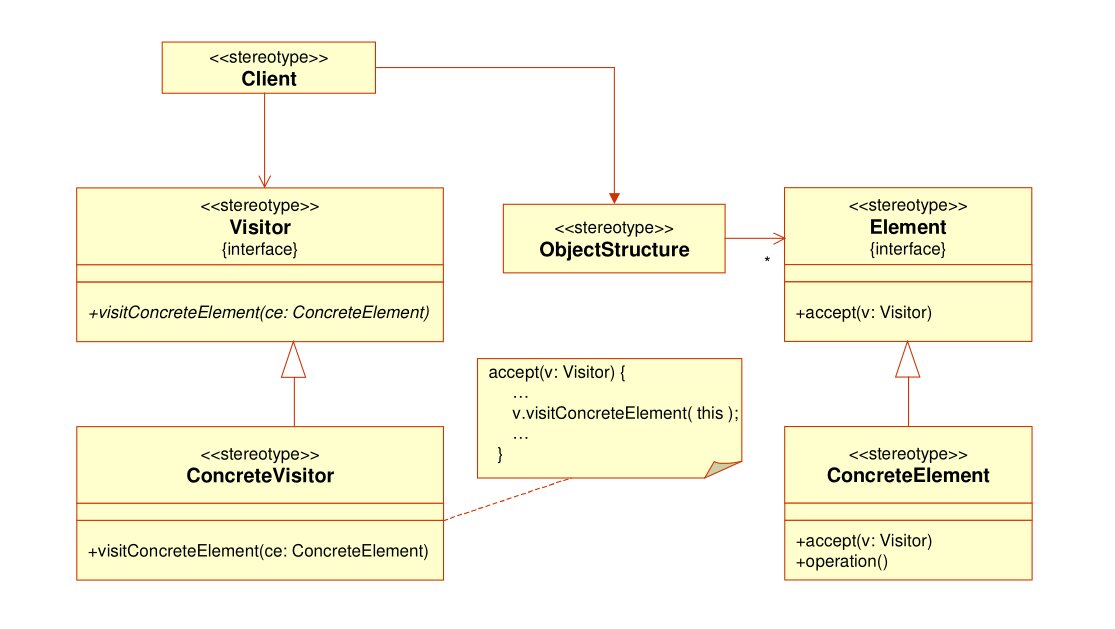 <<stereotype>>
Client
<<stereotype>>
Visitor
{interface}
+visitConcreteElement(ce: ConcreteElement)
<<stereotype>>
ObjectStructure
*
<<stereotype>>
Element
{interface}
+accept(v: Visitor)
accept(v: Visitor) {
…
v.visitConcreteElement( this );
…
}
<<stereotype>>
ConcreteVisitor
+visitConcreteElement(ce: ConcreteElement)
<<stereotype>>
ConcreteElement
+accept(v: Visitor)
+operation()